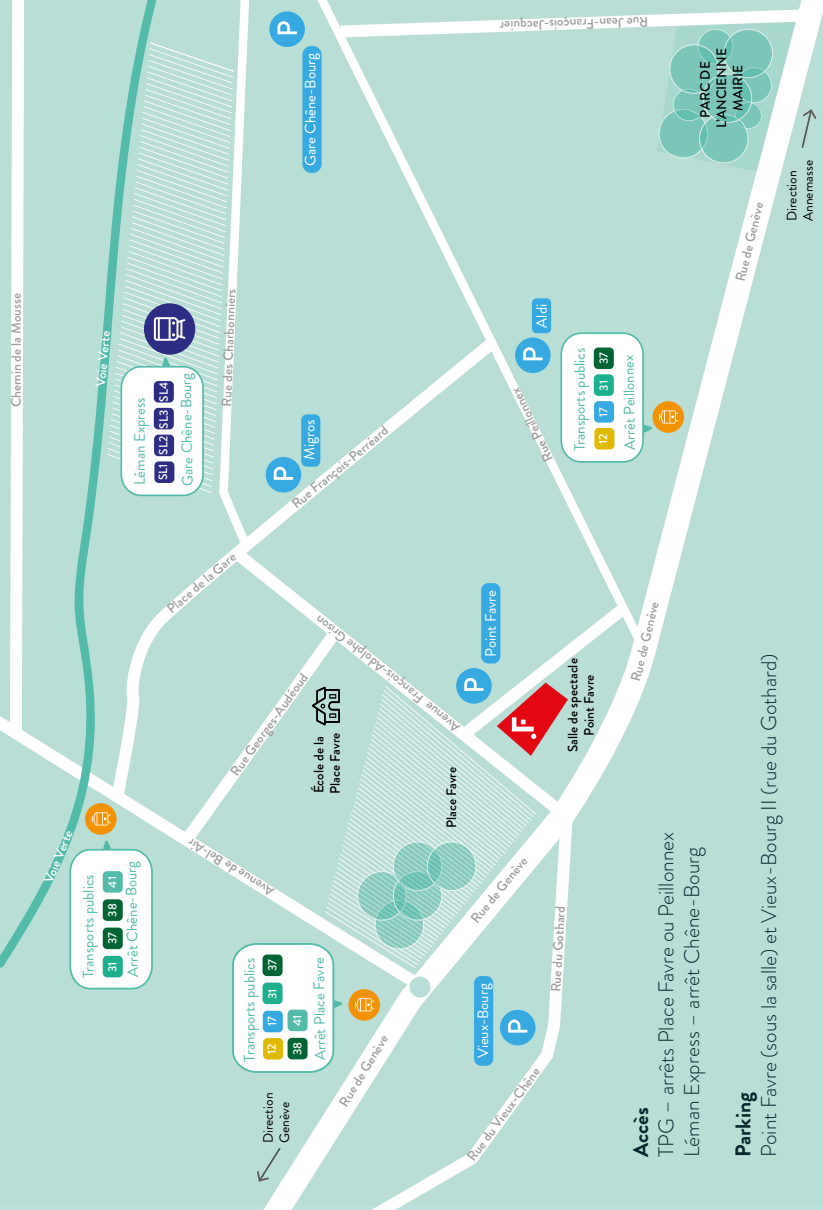 Chemin de la Mousse
Voie Verte
Voie Verte
Léman Express
SL1 SL2 SL3 SL4
Gare Chêne-Bourg
Rue des Charbonniers
P
Gare Chêne-Bourg
Rue Jean-François-Jacquier
PARC DE
L'ANCIENNE
MAIRIE
Direction
Annemasse
Rue de Genève
P
Migros
Rue François-Perréard
Place de la Gare
P
Aldi
Rue Peillonnex
Transports publics
12 17 31 37
Arrêt Peillonnex
Transports publics
31 37 38 41
Arrêt Chêne-Bourg
Avenue de Bel-Air
Rue Georges-Audéoud
École de la
Place Favre
Avenue François-Adolphe Grison
P
Point Favre
.F
Salle de spectacle
Point Favre
Rue de Genève
Place Favre
Rue de Genève
Transports publics
12 17 31 37
38 41
Arrêt Place Favre
Direction
Genève
Rue de Genève
Vieux-Bourg
P
Rue du Gothard
Rue du Vieux-Chêne
Accès
TPG – arrêts Place Favre ou Peillonnex
Léman Express – arrêt Chêne-Bourg
Parking
Point Favre (sous la salle) et Vieux-Bourg II (rue du Gothard)